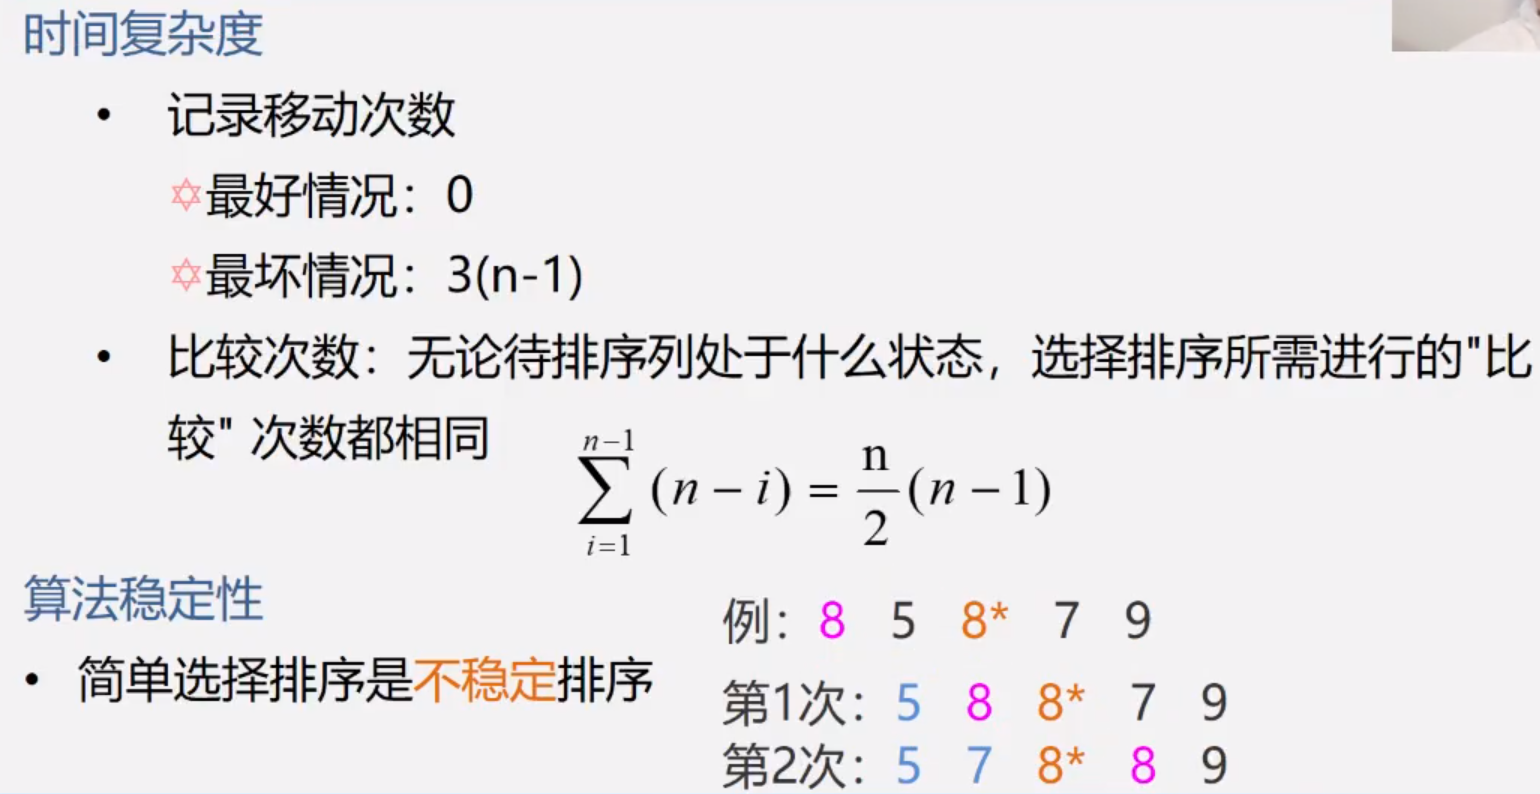 时间复杂度
• 记录移动次数
✡最好情况：0
✡最坏情况：3(n-1)
• 比较次数：无论待排序列处于什么状态，选择排序所需进行的"比
较" 次数都相同
n−1
∑ (n − i) = n/2 (n − 1)
i=1
算法稳定性
• 简单选择排序是不稳定排序
例：8 5 8* 7 9
第1次：5 8 8* 7 9
第2次：5 7 8* 8 9